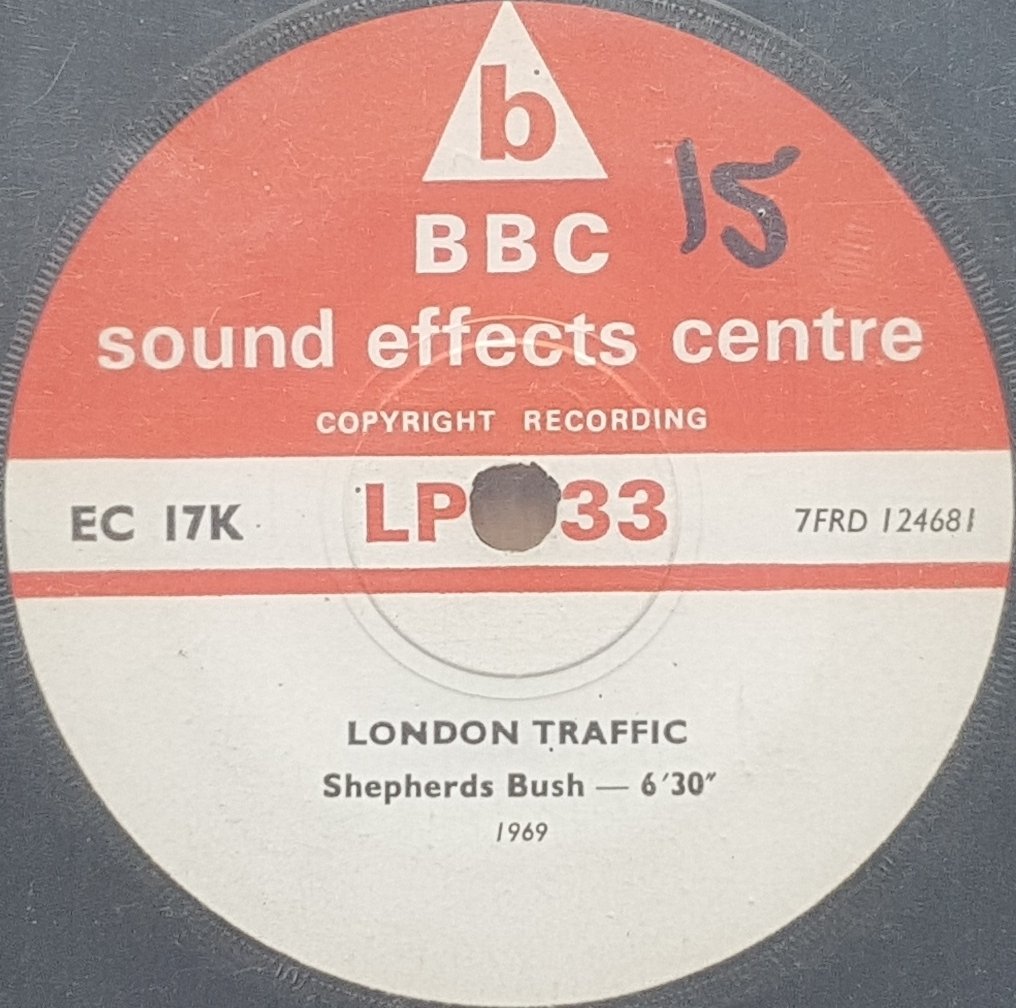 b
15
BBC
sound effects centre
COPYRIGHT RECORDING
EC 17K LP 33 7FRD 124681
LONDON TRAFFIC
Shepherds Bush — 6′30″
1969